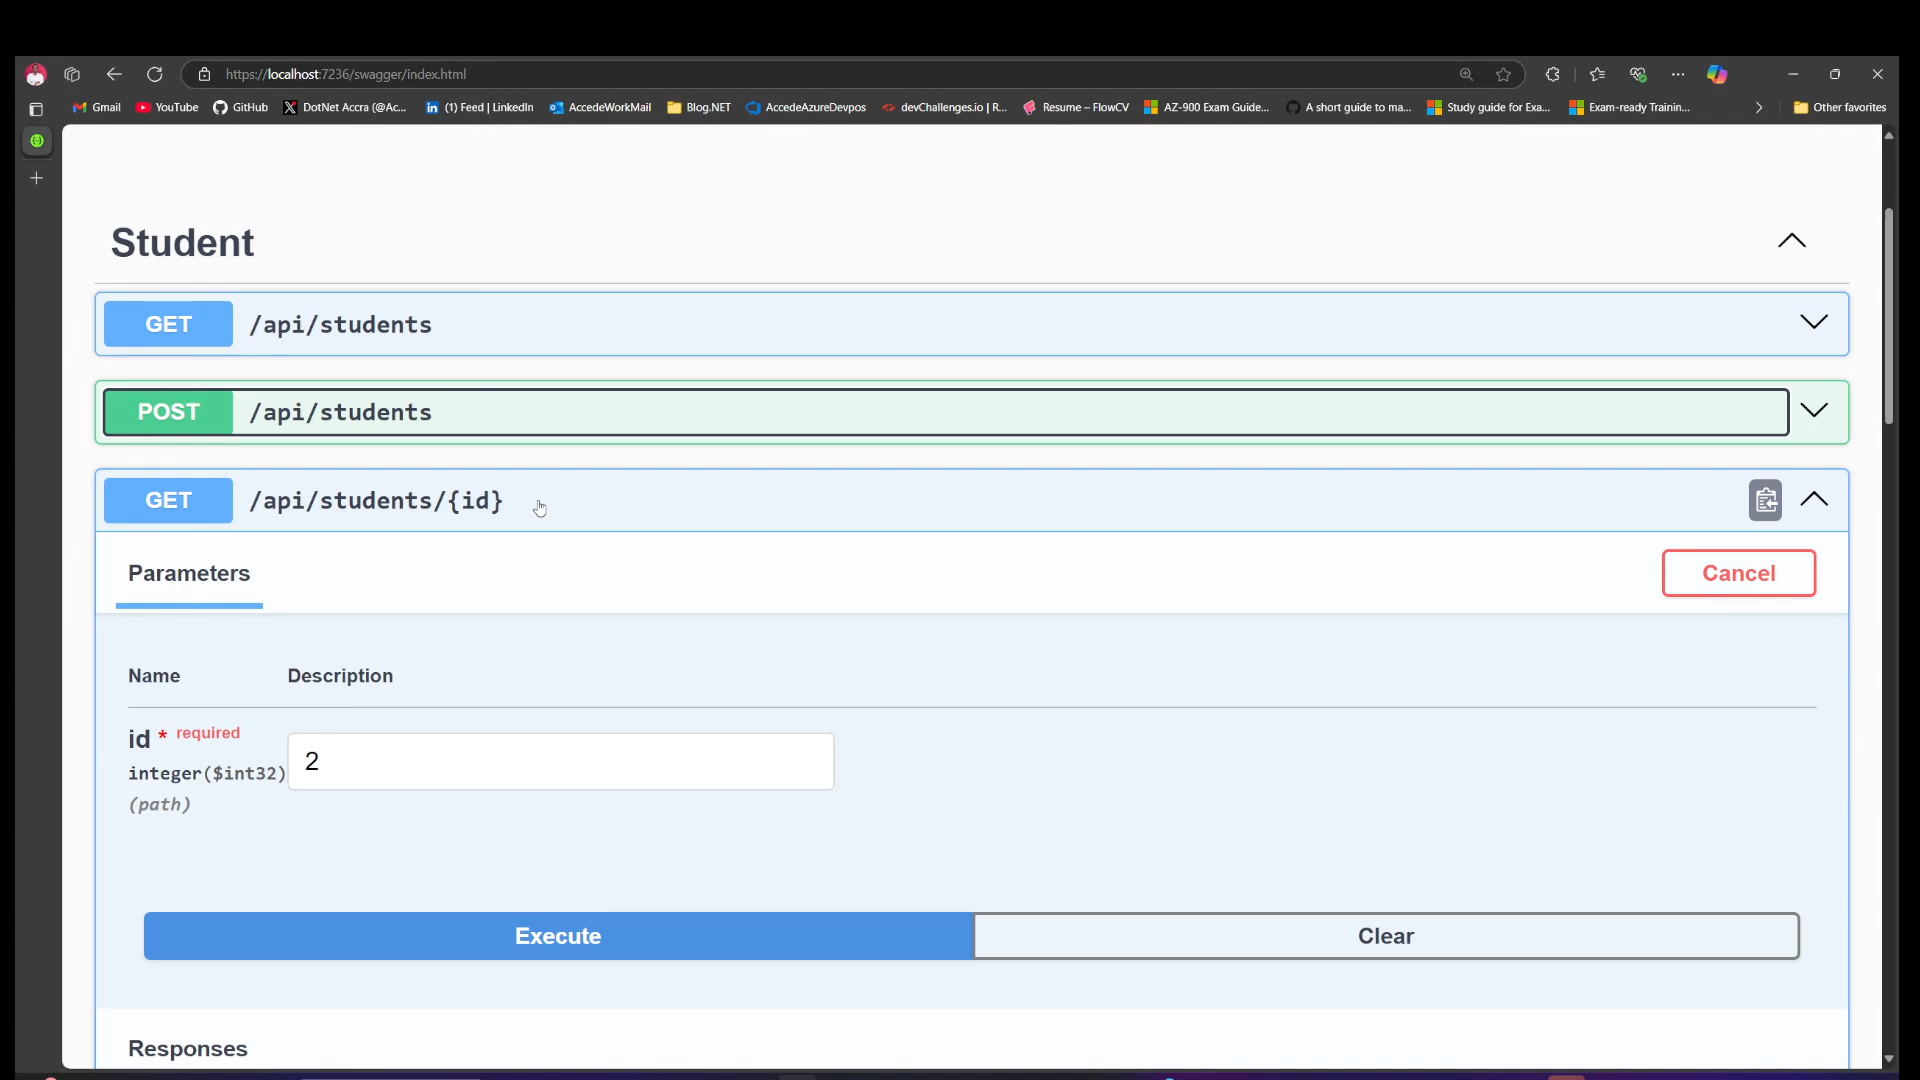 https://localhost:7236/swagger/index.html
Gmail YouTube GitHub DotNet Accra (@Ac... (1) Feed | LinkedIn AccedeWorkMail Blog.NET AccedeAzureDevpos devChallenges.io | R... Resume – FlowCV AZ-900 Exam Guide... A short guide to ma... Study guide for Exa... Exam-ready Trainin... Other favorites
Student
GET /api/students
POST /api/students
GET /api/students/{id}
Parameters Cancel
Name Description
id * required
integer($int32) 2
(path)
Execute Clear
Responses